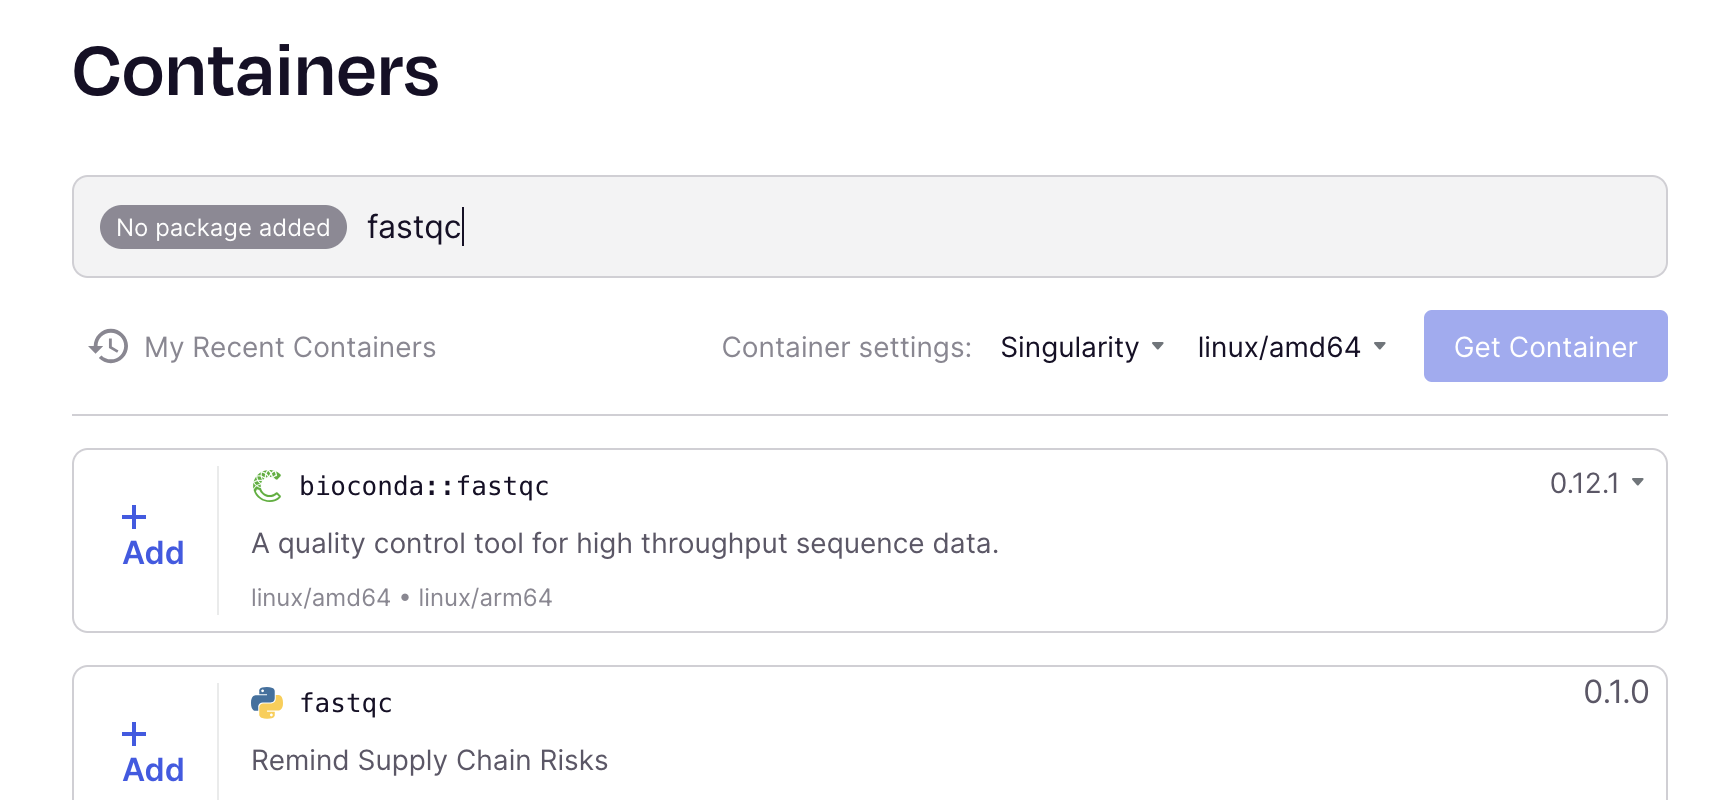 Containers
No package added fastqc
My Recent Containers Container settings: Singularity linux/amd64 Get Container
bioconda::fastqc 0.12.1
+ Add
A quality control tool for high throughput sequence data.
linux/amd64 • linux/arm64
fastqc 0.1.0
+ Add
Remind Supply Chain Risks